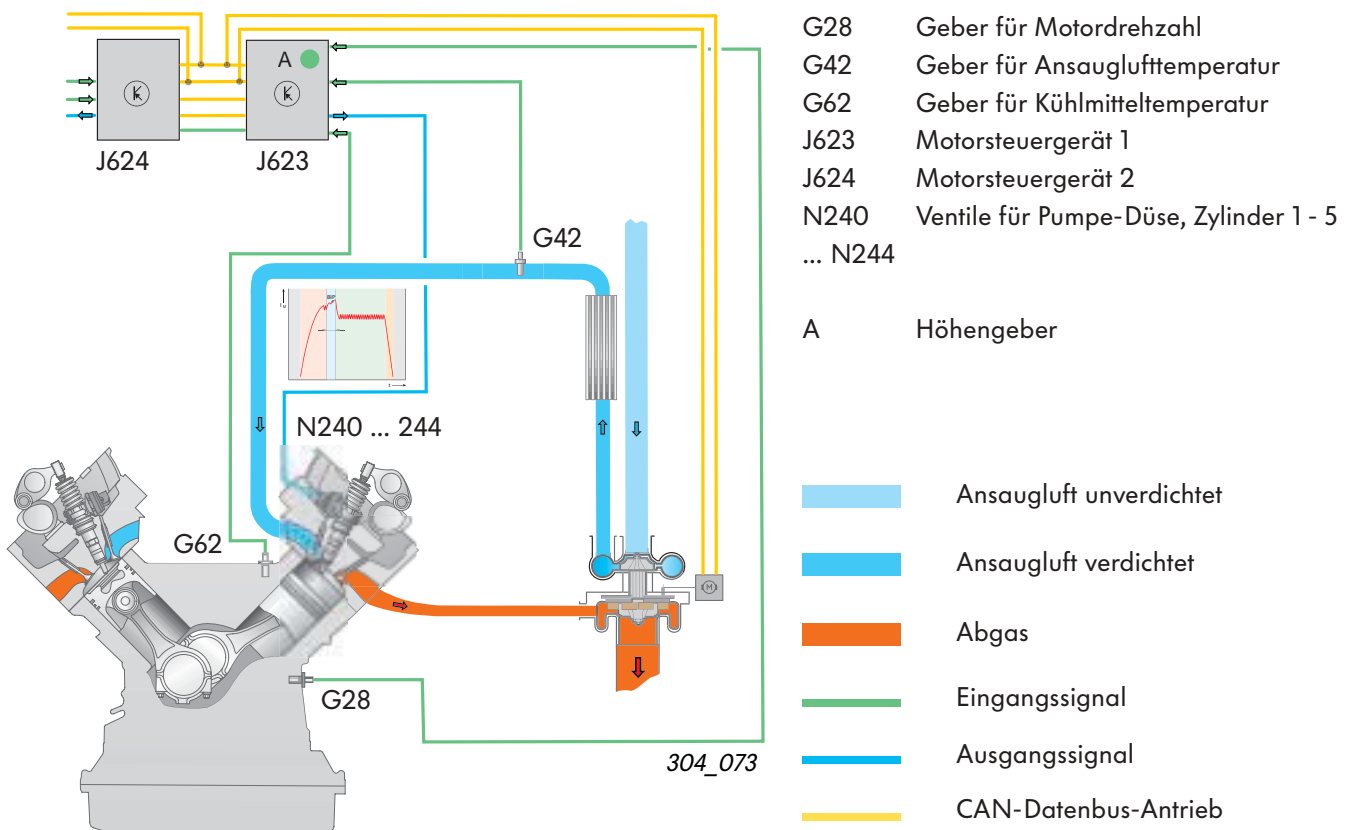 A
J624
J623
G42
BIP
I M
t
N240 ... 244
G62
M
G28
304_073
G28 Geber für Motordrehzahl
G42 Geber für Ansauglufttemperatur
G62 Geber für Kühlmitteltemperatur
J623 Motorsteuergerät 1
J624 Motorsteuergerät 2
N240 Ventile für Pumpe-Düse, Zylinder 1 - 5
... N244
A Höhengeber
Ansaugluft unverdichtet
Ansaugluft verdichtet
Abgas
Eingangssignal
Ausgangssignal
CAN-Datenbus-Antrieb